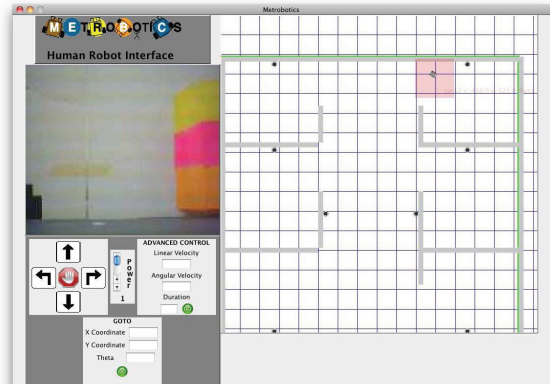 Metrobotics
METROBOTICS
Human Robot Interface
ADVANCED CONTROL
Linear Velocity
Angular Velocity
Duration
Power
1
GOTO
X Coordinate
Y Coordinate
Theta